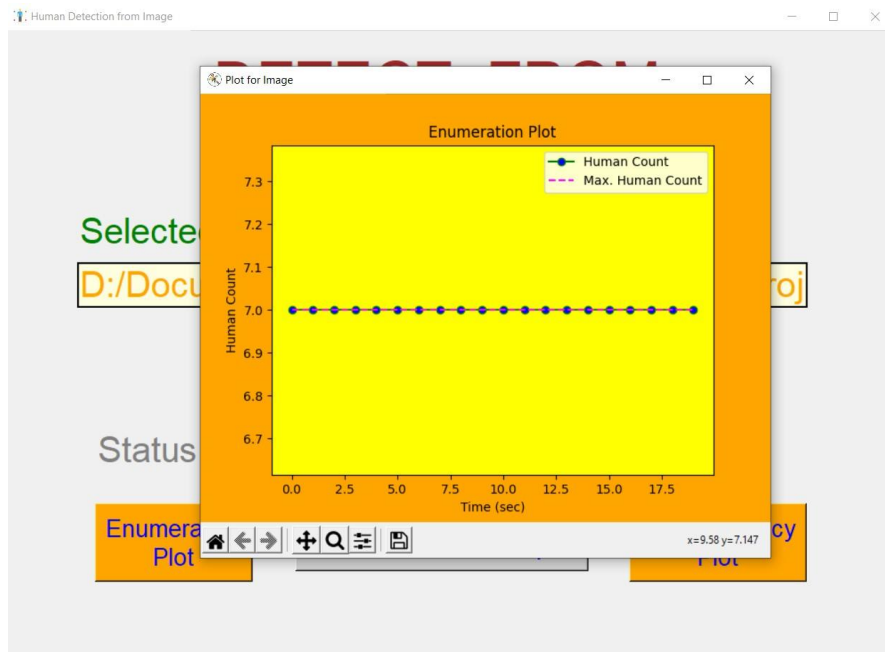 Human Detection from Image
Plot for Image
Enumeration Plot
Human Count
Max. Human Count
7.3
7.2
7.1
7.0
6.9
6.8
6.7
Human Count
0.0 2.5 5.0 7.5 10.0 12.5 15.0 17.5
Time (sec)
x=9.58 y=7.147
Selecte
D:/Docu
roj
Status
Enumera
Plot
cy
Plot